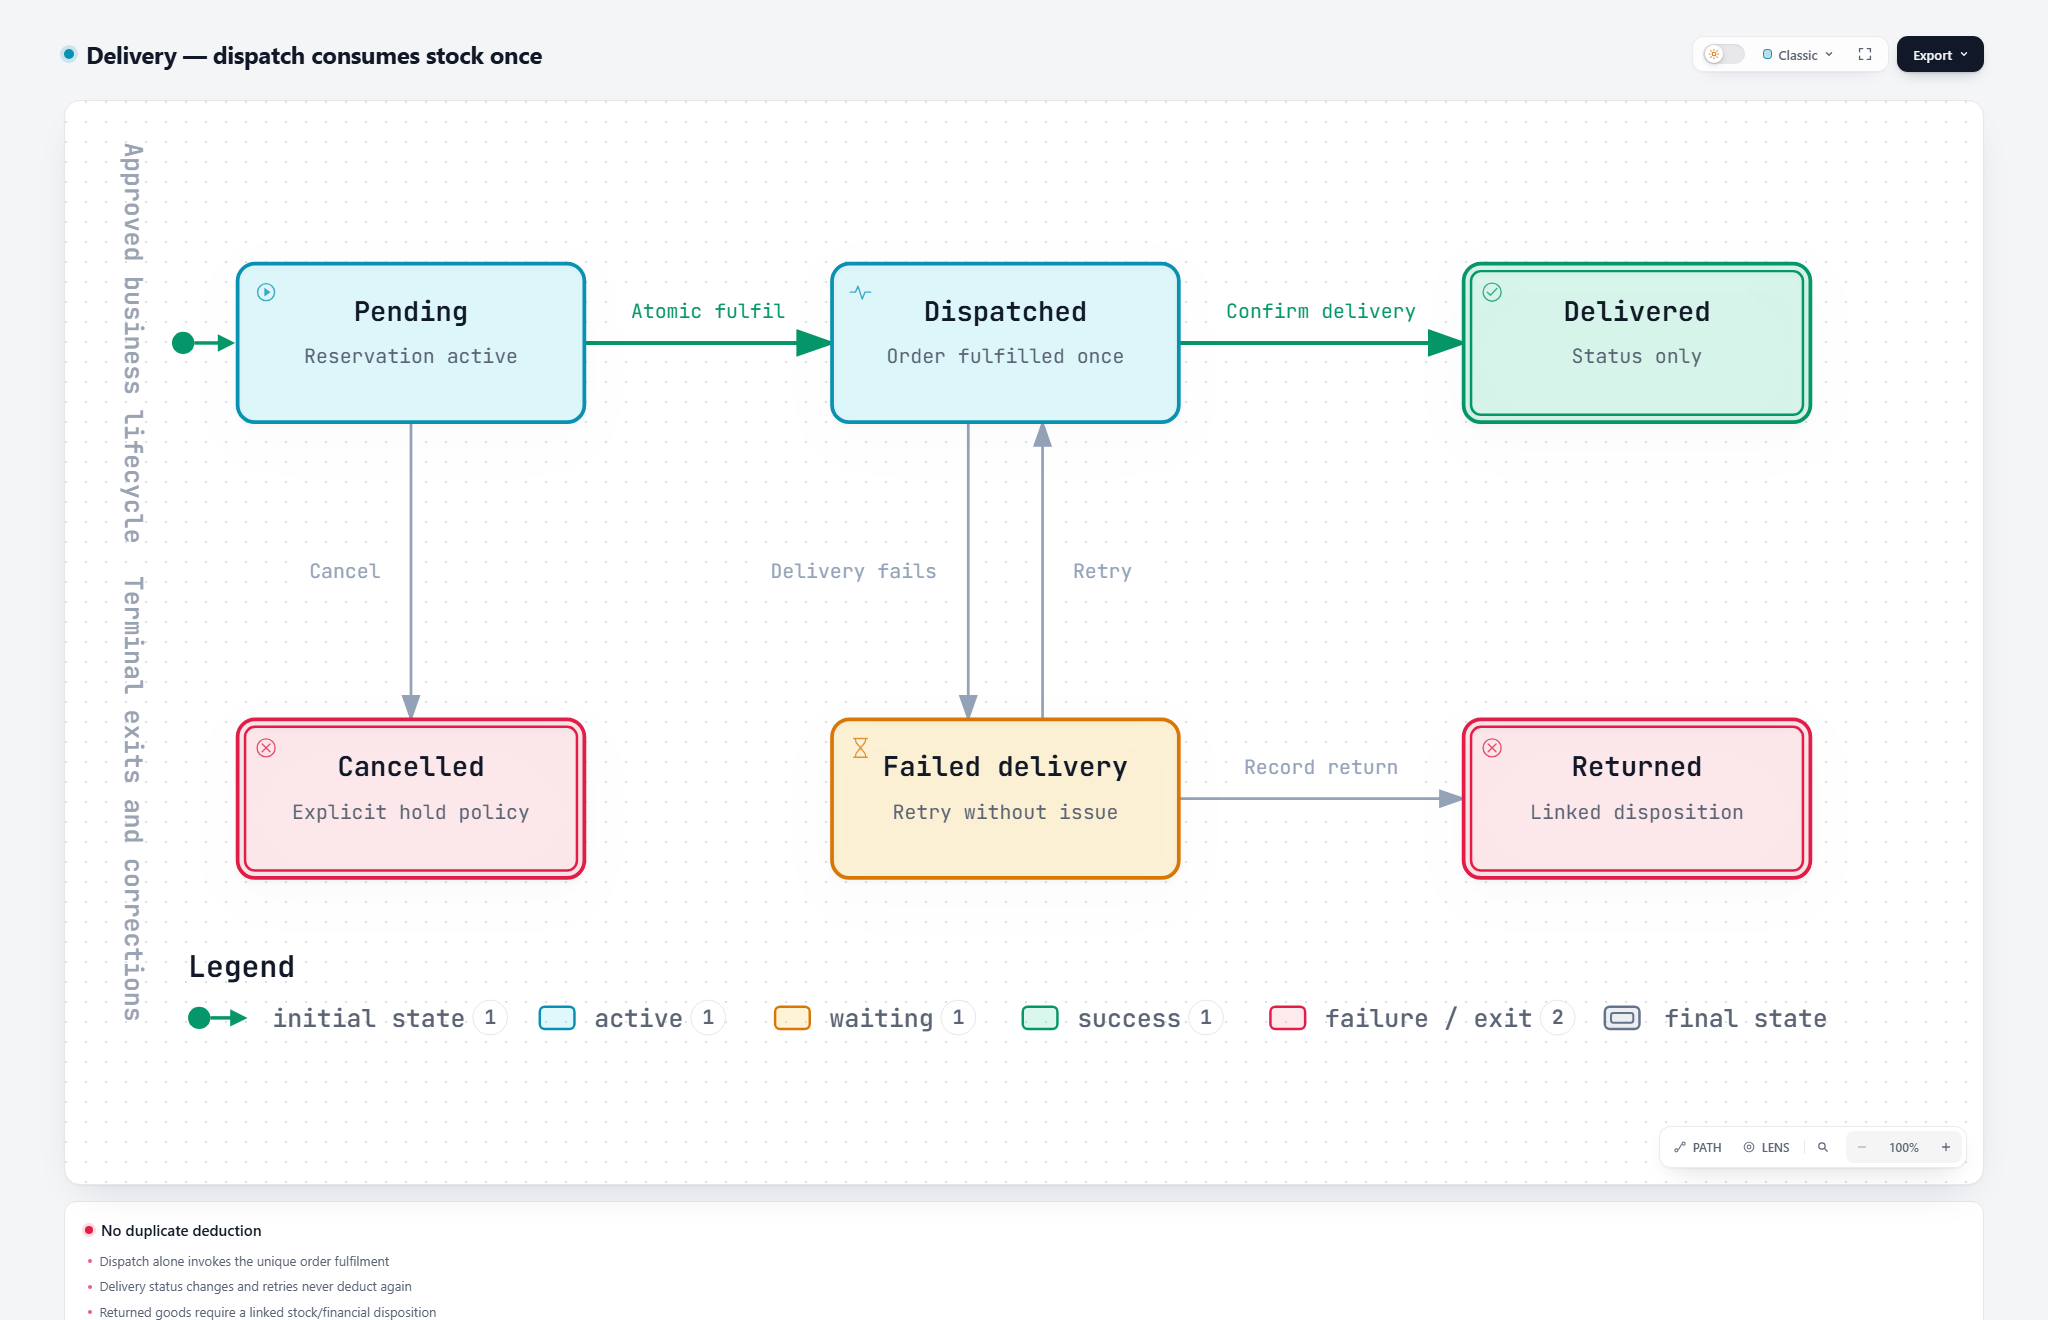 Delivery — dispatch consumes stock once
Classic
Export
Approved business lifecycle
Terminal exits and corrections
Pending
Reservation active
Atomic fulfil
Dispatched
Order fulfilled once
Confirm delivery
Delivered
Status only
Cancel
Delivery fails
Retry
Cancelled
Explicit hold policy
Failed delivery
Retry without issue
Record return
Returned
Linked disposition
Legend
initial state 1
active 1
waiting 1
success 1
failure / exit 2
final state
PATH
LENS
100%
No duplicate deduction
Dispatch alone invokes the unique order fulfilment
Delivery status changes and retries never deduct again
Returned goods require a linked stock/financial disposition